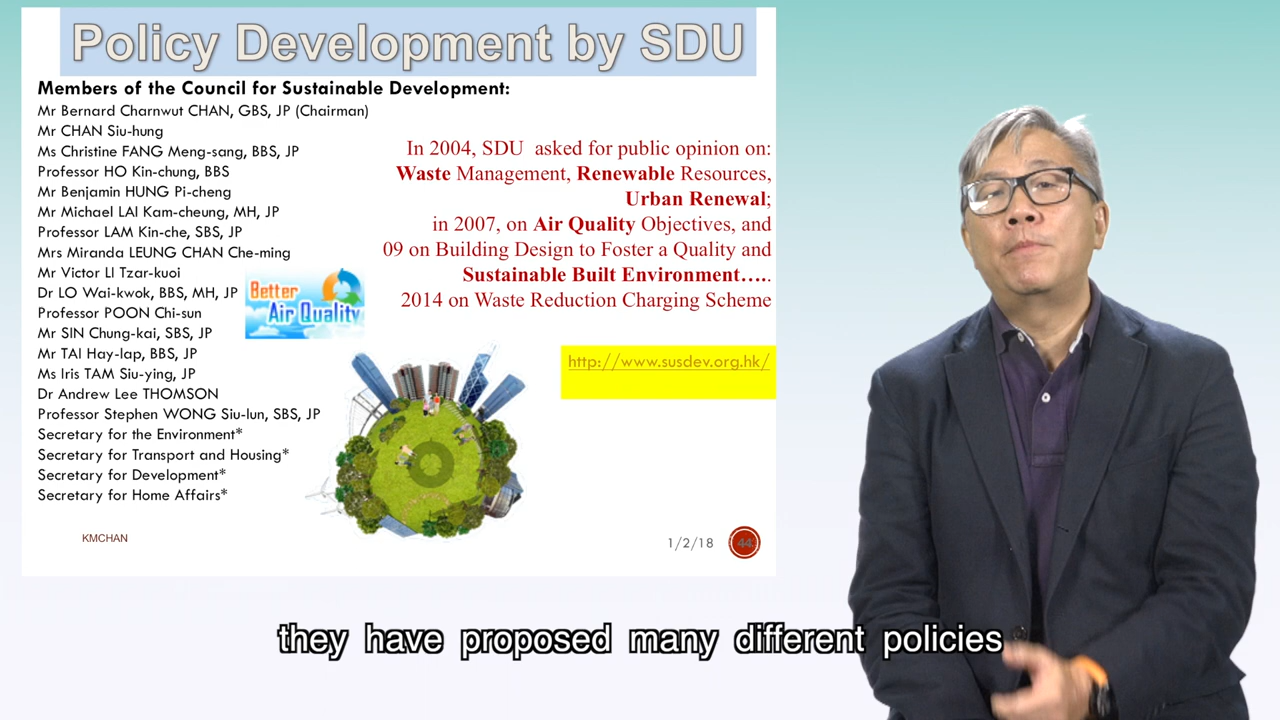 Policy Development by SDU
Members of the Council for Sustainable Development:
Mr Bernard Charnwut CHAN, GBS, JP (Chairman)
Mr CHAN Siu-hung
Ms Christine FANG Meng-sang, BBS, JP
Professor HO Kin-chung, BBS
Mr Benjamin HUNG Pi-cheng
Mr Michael LAI Kam-cheung, MH, JP
Professor LAM Kin-che, SBS, JP
Mrs Miranda LEUNG CHAN Che-ming
Mr Victor LI Tzar-kuoi
Dr LO Wai-kwok, BBS, MH, JP
Professor POON Chi-sun
Mr SIN Chung-kai, SBS, JP
Mr TAI Hay-lap, BBS, JP
Ms Iris TAM Siu-ying, JP
Dr Andrew Lee THOMSON
Professor Stephen WONG Siu-lun, SBS, JP
Secretary for the Environment*
Secretary for Transport and Housing*
Secretary for Development*
Secretary for Home Affairs*
In 2004, SDU asked for public opinion on:
Waste Management, Renewable Resources,
Urban Renewal;
in 2007, on Air Quality Objectives, and
09 on Building Design to Foster a Quality and
Sustainable Built Environment…..
2014 on Waste Reduction Charging Scheme
Better
Air Quality
http://www.susdev.org.hk/
KMCHAN
1/2/18
44
they have proposed many different policies